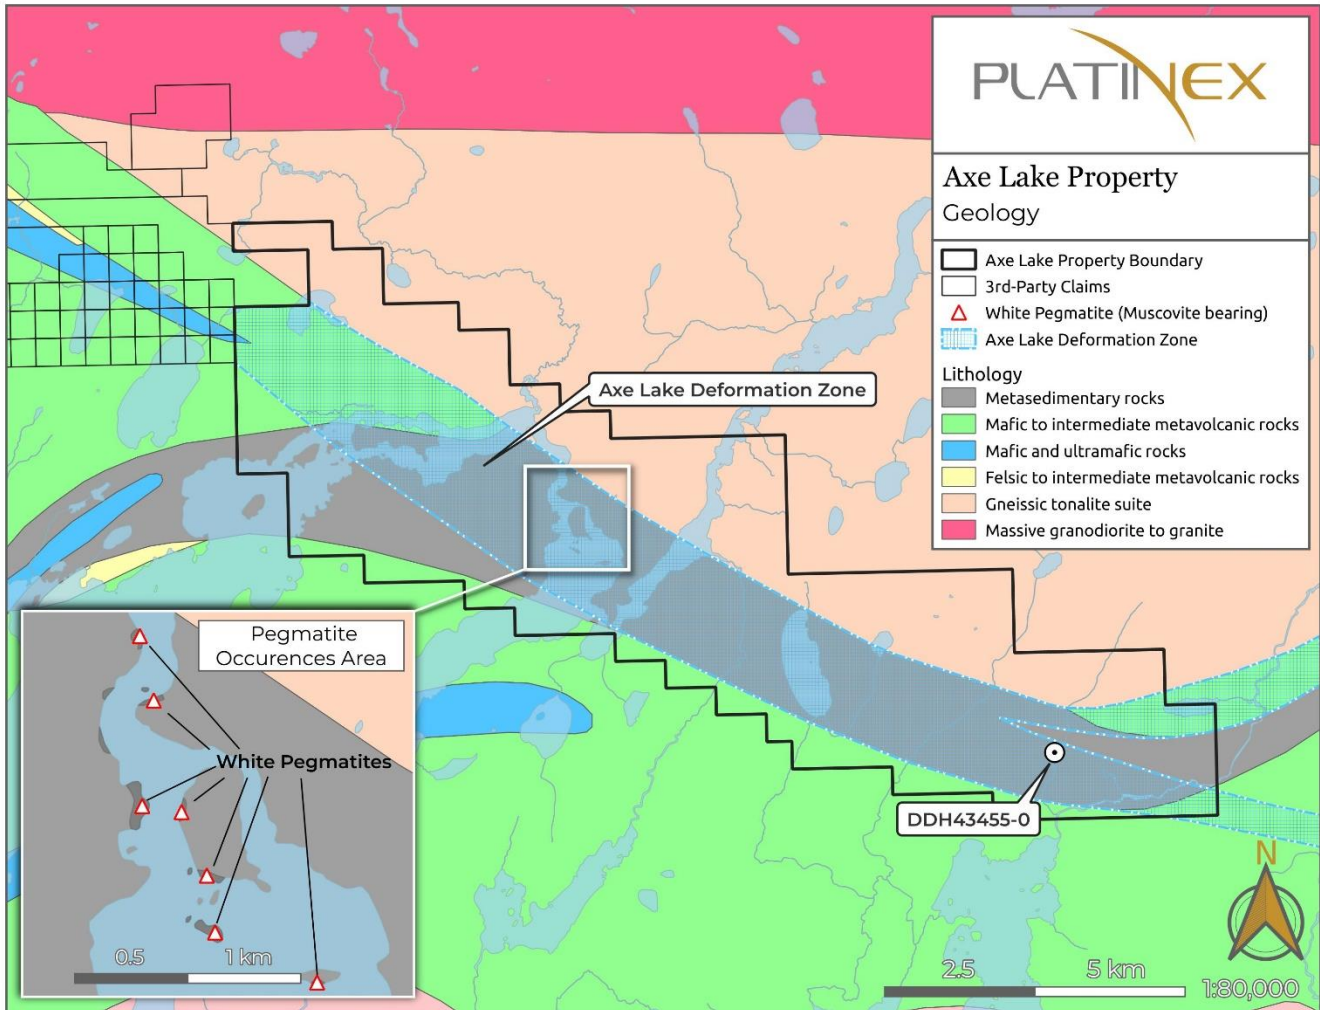 PLATINEX
Axe Lake Property
Geology
Axe Lake Property Boundary
3rd-Party Claims
White Pegmatite (Muscovite bearing)
Axe Lake Deformation Zone
Lithology
Metasedimentary rocks
Mafic to intermediate metavolcanic rocks
Mafic and ultramafic rocks
Felsic to intermediate metavolcanic rocks
Gneissic tonalite suite
Massive granodiorite to granite
Axe Lake Deformation Zone
Pegmatite
Occurences Area
White Pegmatites
0.5 1 km
DDH43455-0
N
2.5 5 km
1:80,000